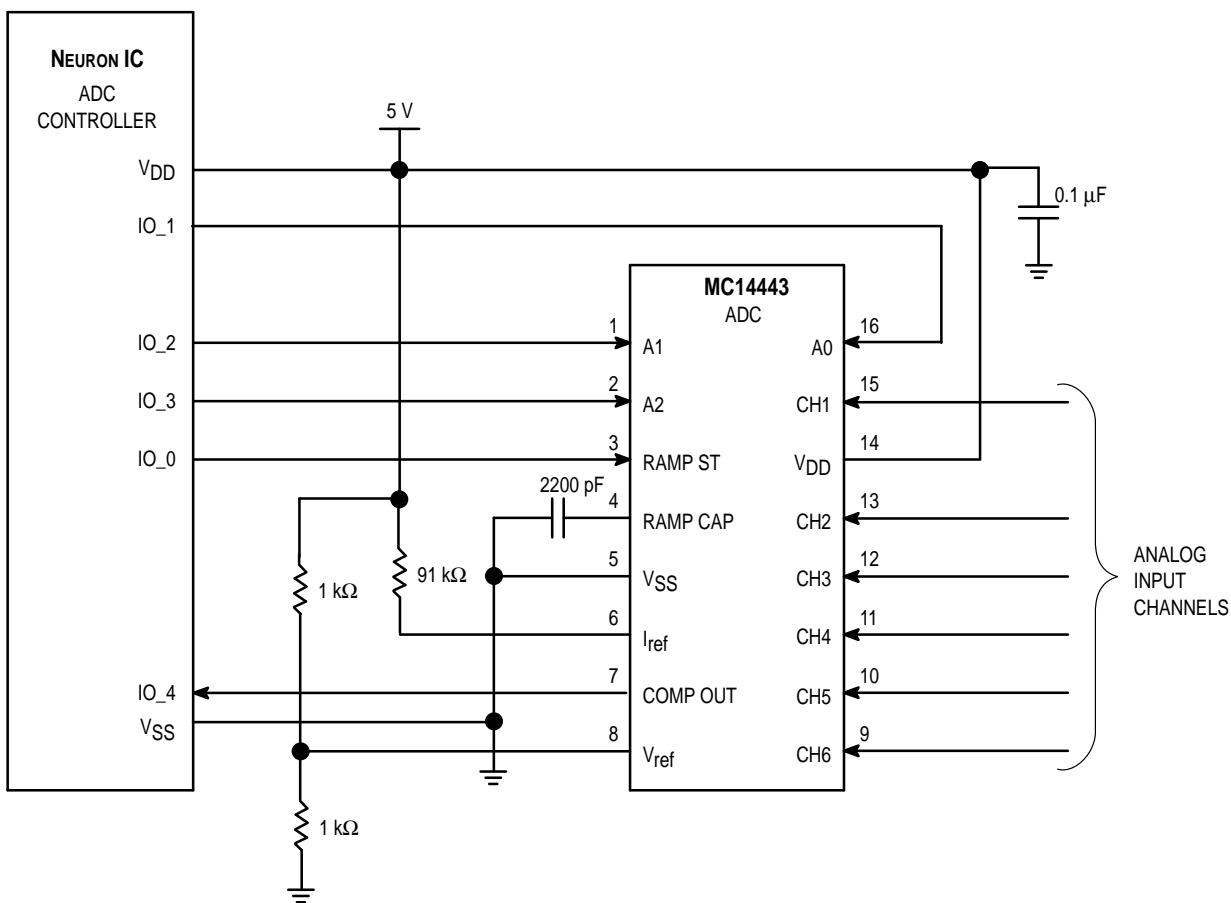 NEURON IC
ADC
CONTROLLER
5 V
VDD
0.1 μF
IO_1
MC14443
ADC
IO_2
1
A1
16
A0
IO_3
2
A2
15
CH1
IO_0
3
RAMP ST
14
VDD
2200 pF
4
RAMP CAP
13
CH2
1 kΩ
91 kΩ
5
VSS
12
CH3
ANALOG
INPUT
CHANNELS
6
Iref
11
CH4
IO_4
7
COMP OUT
10
CH5
VSS
8
Vref
9
CH6
1 kΩ